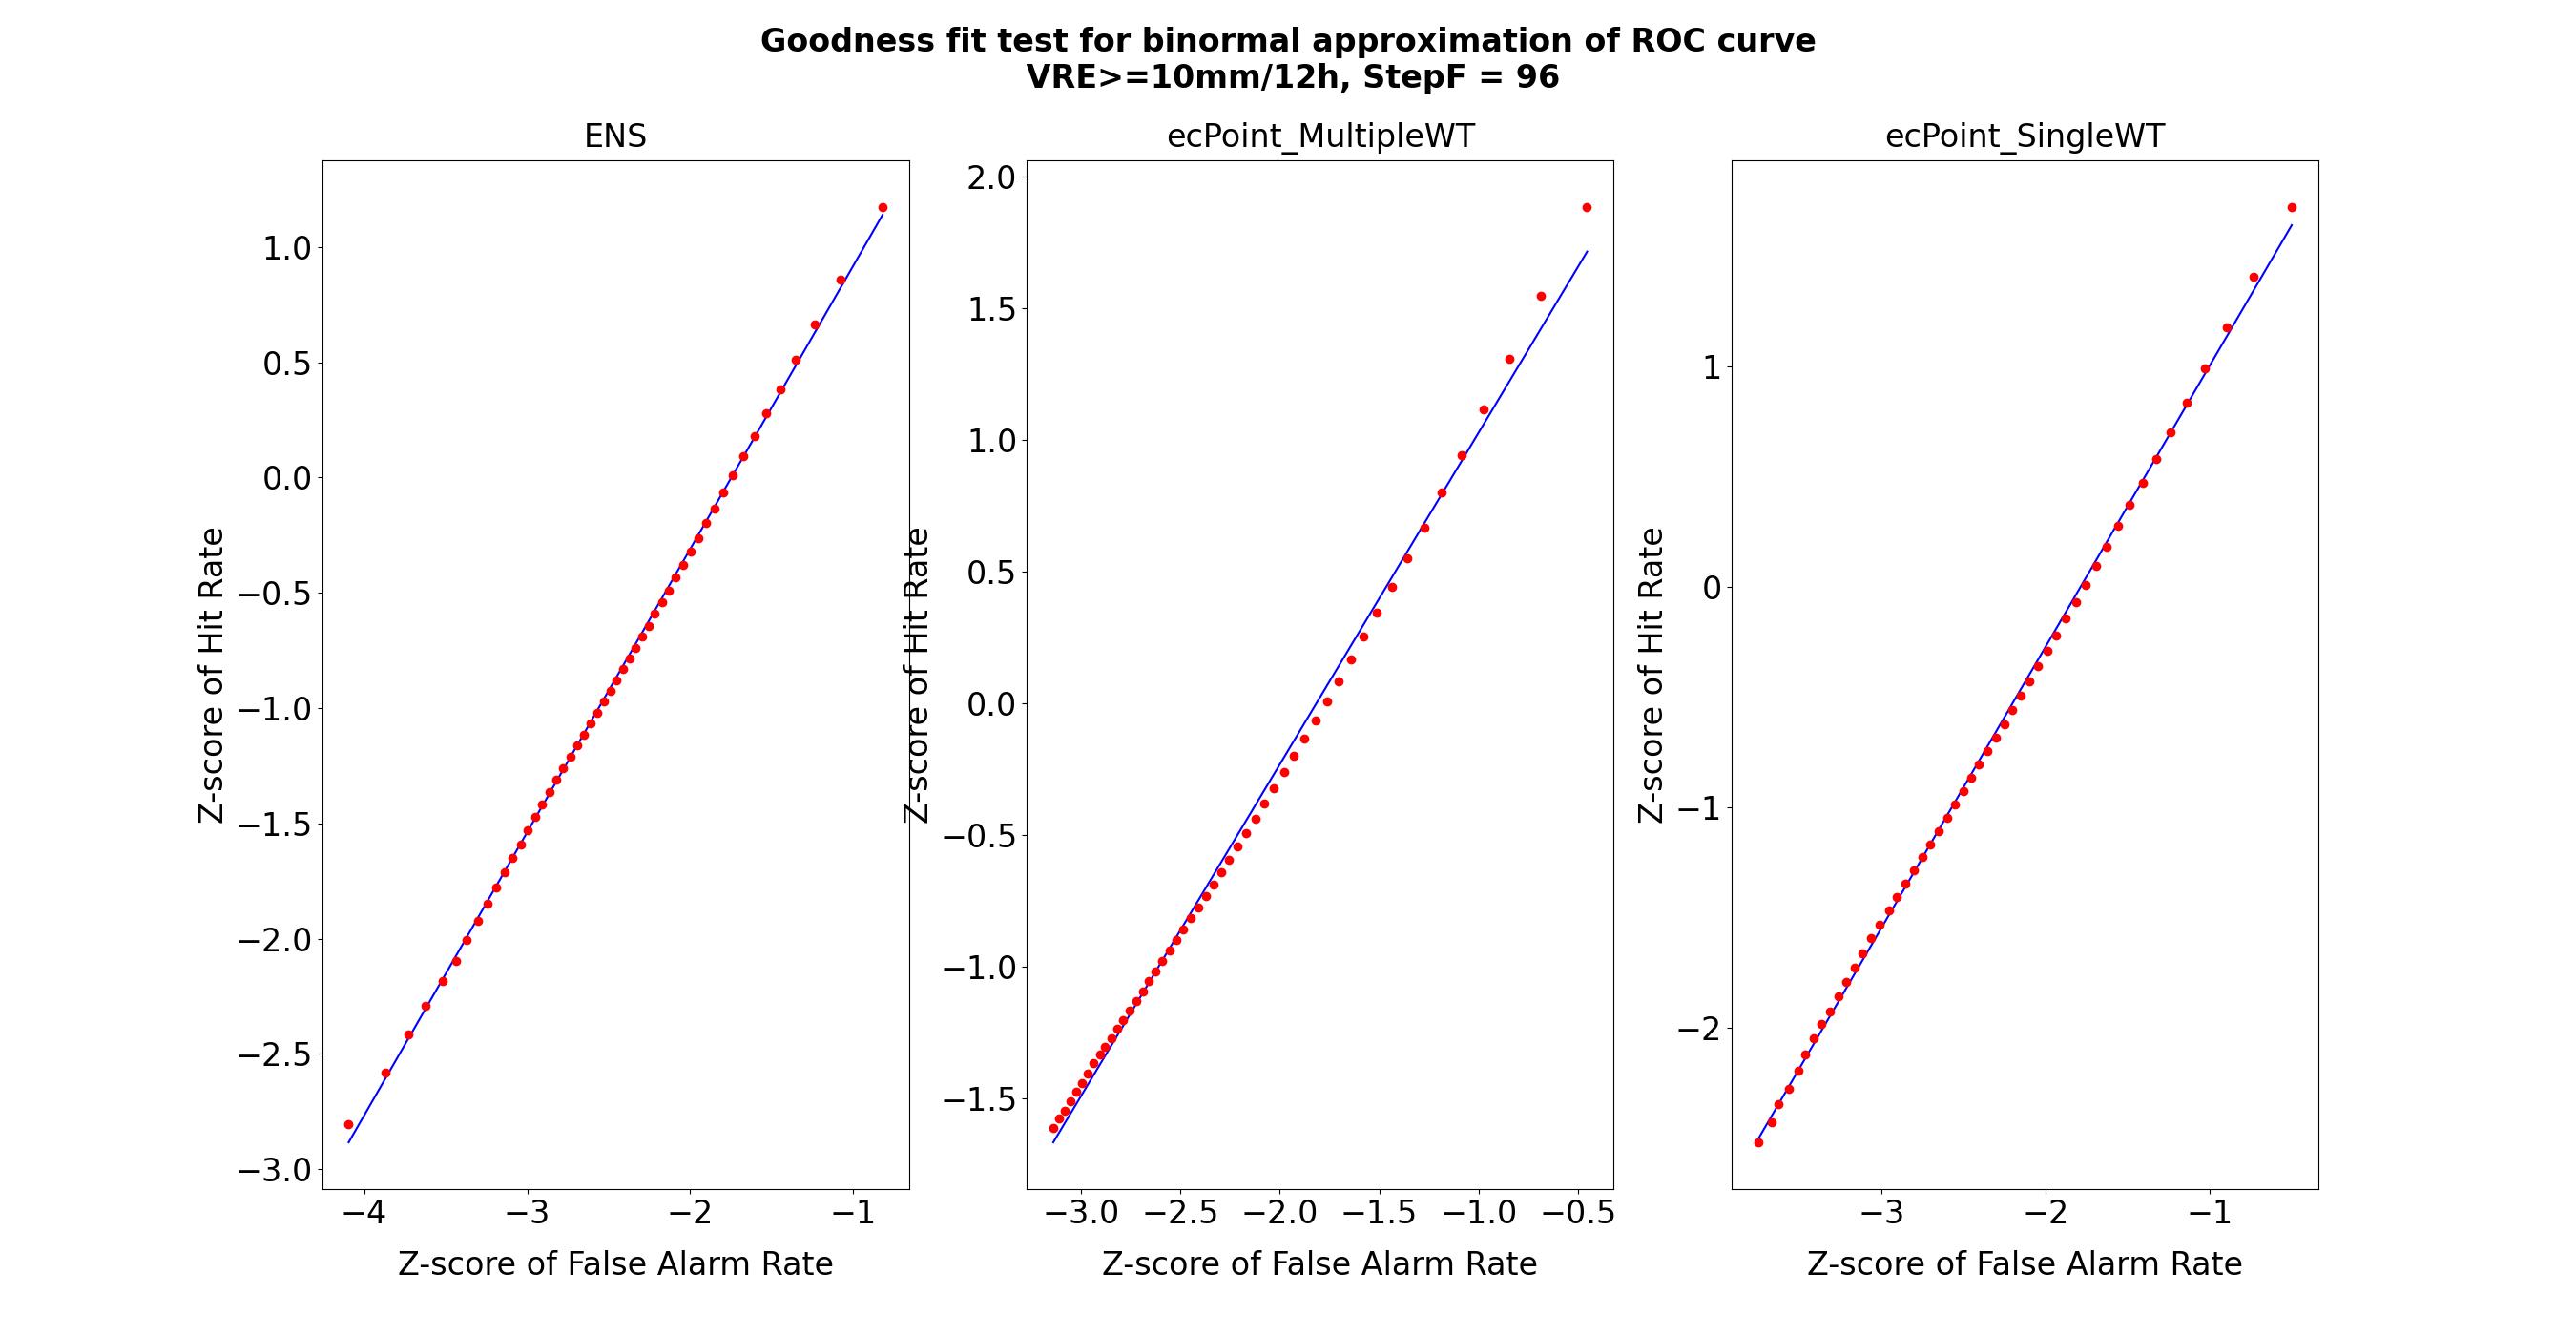 Goodness fit test for binormal approximation of ROC curve
VRE>=10mm/12h, StepF = 96
ENS
1.0
0.5
0.0
−0.5
−1.0
−1.5
−2.0
−2.5
−3.0
Z-score of Hit Rate
−4 −3 −2 −1
Z-score of False Alarm Rate
ecPoint_MultipleWT
2.0
1.5
1.0
0.5
0.0
−0.5
−1.0
−1.5
Z-score of Hit Rate
−3.0 −2.5 −2.0 −1.5 −1.0 −0.5
Z-score of False Alarm Rate
ecPoint_SingleWT
1
0
−1
−2
Z-score of Hit Rate
−3 −2 −1
Z-score of False Alarm Rate